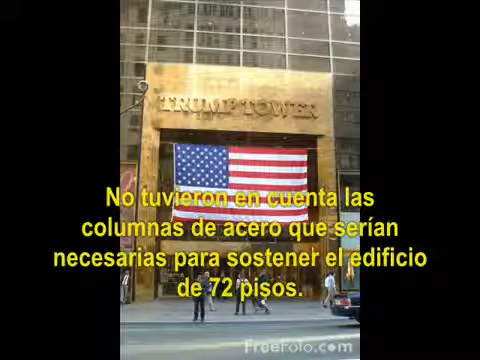 TRUMP TOWER
No tuvieron en cuenta las
columnas de acero que serían
necesarias para sostener el edificio
de 72 pisos.
FreeFoto.com